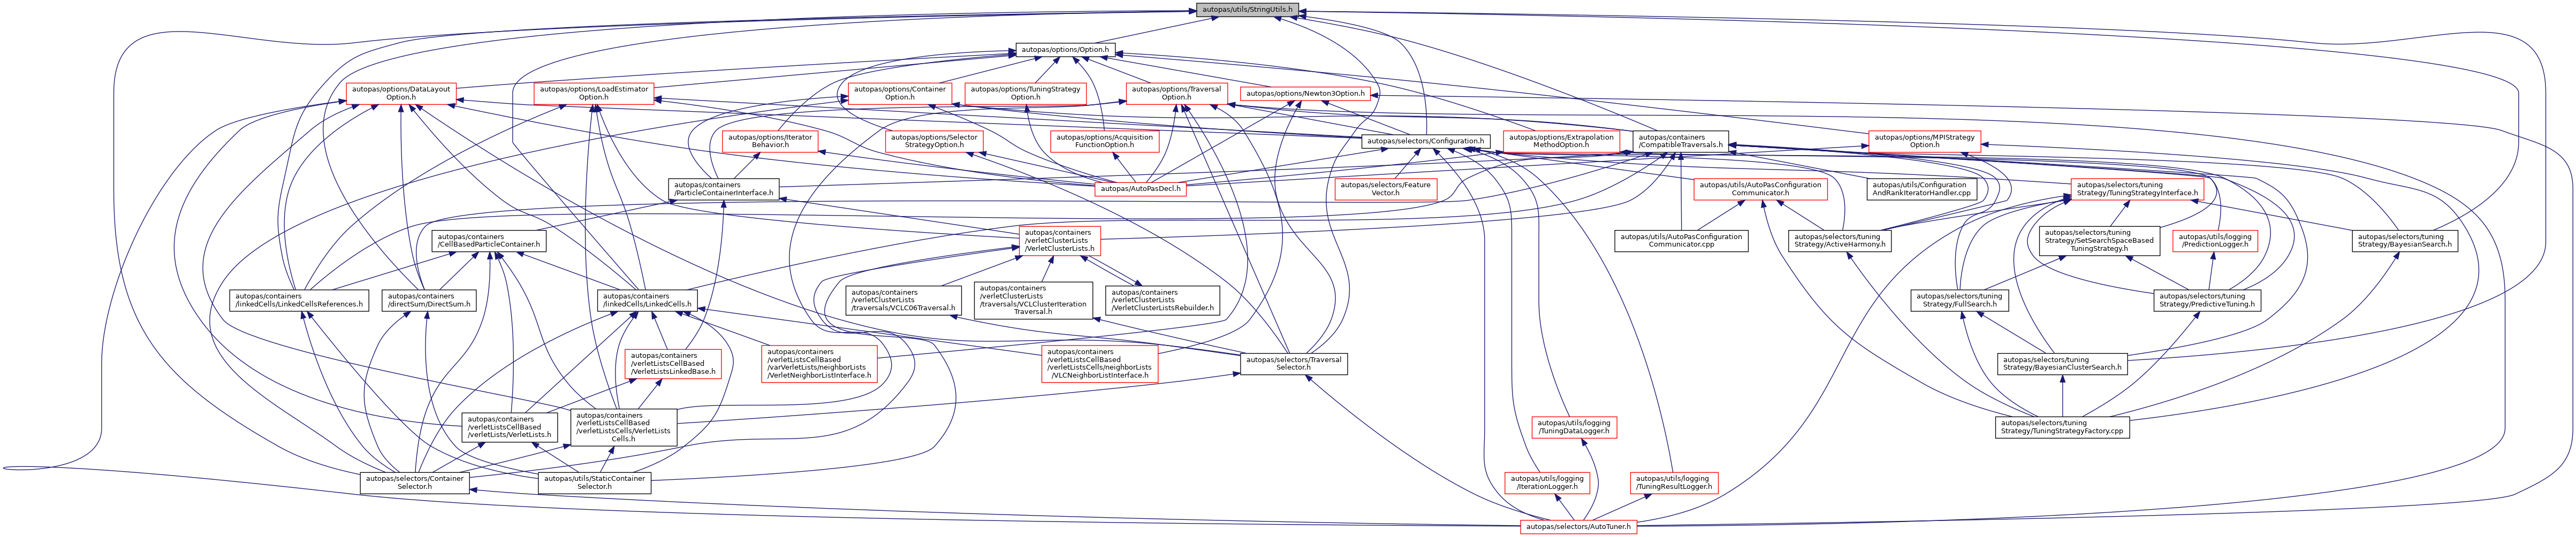 autopas/utils/StringUtils.h
autopas/options/Option.h
autopas/options/DataLayout
Option.h
autopas/options/LoadEstimator
Option.h
autopas/options/Container
Option.h
autopas/options/TuningStrategy
Option.h
autopas/options/Traversal
Option.h
autopas/options/Newton3Option.h
autopas/options/Iterator
Behavior.h
autopas/options/Selector
StrategyOption.h
autopas/options/Acquisition
FunctionOption.h
autopas/selectors/Configuration.h
autopas/options/Extrapolation
MethodOption.h
autopas/containers
/CompatibleTraversals.h
autopas/options/MPIStrategy
Option.h
autopas/containers
/ParticleContainerInterface.h
autopas/AutoPasDecl.h
autopas/selectors/Feature
Vector.h
autopas/utils/AutoPasConfiguration
Communicator.h
autopas/utils/Configuration
AndRankIteratorHandler.cpp
autopas/selectors/tuning
Strategy/TuningStrategyInterface.h
autopas/containers
/CellBasedParticleContainer.h
autopas/containers
/verletClusterLists
/VerletClusterLists.h
autopas/utils/AutoPasConfiguration
Communicator.cpp
autopas/selectors/tuning
Strategy/ActiveHarmony.h
autopas/selectors/tuning
Strategy/SetSearchSpaceBased
TuningStrategy.h
autopas/utils/logging
/PredictionLogger.h
autopas/selectors/tuning
Strategy/BayesianSearch.h
autopas/containers
/linkedCells/LinkedCellsReferences.h
autopas/containers
/directSum/DirectSum.h
autopas/containers
/linkedCells/LinkedCells.h
autopas/containers
/verletClusterLists
/traversals/VCLC06Traversal.h
autopas/containers
/verletClusterLists
/traversals/VCLClusterIteration
Traversal.h
autopas/containers
/verletClusterLists
/VerletClusterListsRebuilder.h
autopas/selectors/tuning
Strategy/FullSearch.h
autopas/selectors/tuning
Strategy/PredictiveTuning.h
autopas/containers
/verletListsCellBased
/VerletListsLinkedBase.h
autopas/containers
/verletListsCellBased
/varVerletLists/neighborLists
/VerletNeighborListInterface.h
autopas/containers
/verletListsCellBased
/verletListsCells/neighborLists
/VLCNeighborListInterface.h
autopas/selectors/Traversal
Selector.h
autopas/selectors/tuning
Strategy/BayesianClusterSearch.h
autopas/containers
/verletListsCellBased
/verletLists/VerletLists.h
autopas/containers
/verletListsCellBased
/verletListsCells/VerletLists
Cells.h
autopas/utils/logging
/TuningDataLogger.h
autopas/selectors/tuning
Strategy/TuningStrategyFactory.cpp
autopas/selectors/Container
Selector.h
autopas/utils/StaticContainer
Selector.h
autopas/utils/logging
/IterationLogger.h
autopas/utils/logging
/TuningResultLogger.h
autopas/selectors/AutoTuner.h